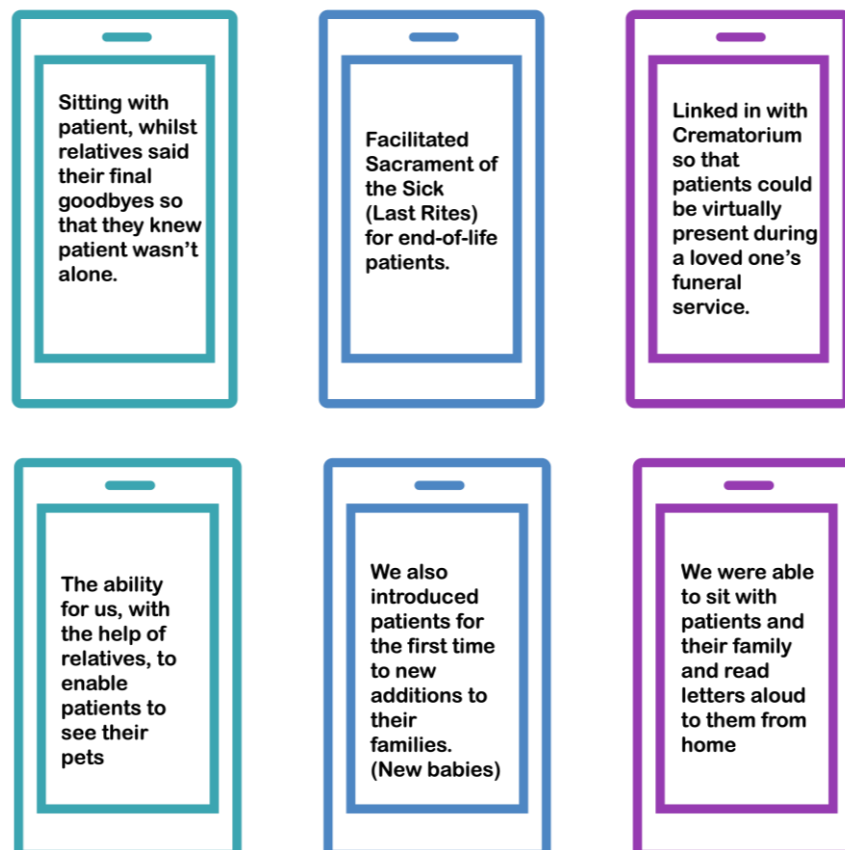 Sitting with
patient, whilst
relatives said
their final
goodbyes so
that they knew
patient wasn't
alone.
Facilitated
Sacrament of
the Sick
(Last Rites)
for end-of-life
patients.
Linked in with
Crematorium
so that
patients could
be virtually
present during
a loved one's
funeral
service.
The ability
for us, with
the help of
relatives, to
enable
patients to
see their
pets
We also
introduced
patients for
the first time
to new
additions to
their
families.
(New babies)
We were able
to sit with
patients and
their family
and read
letters aloud
to them from
home